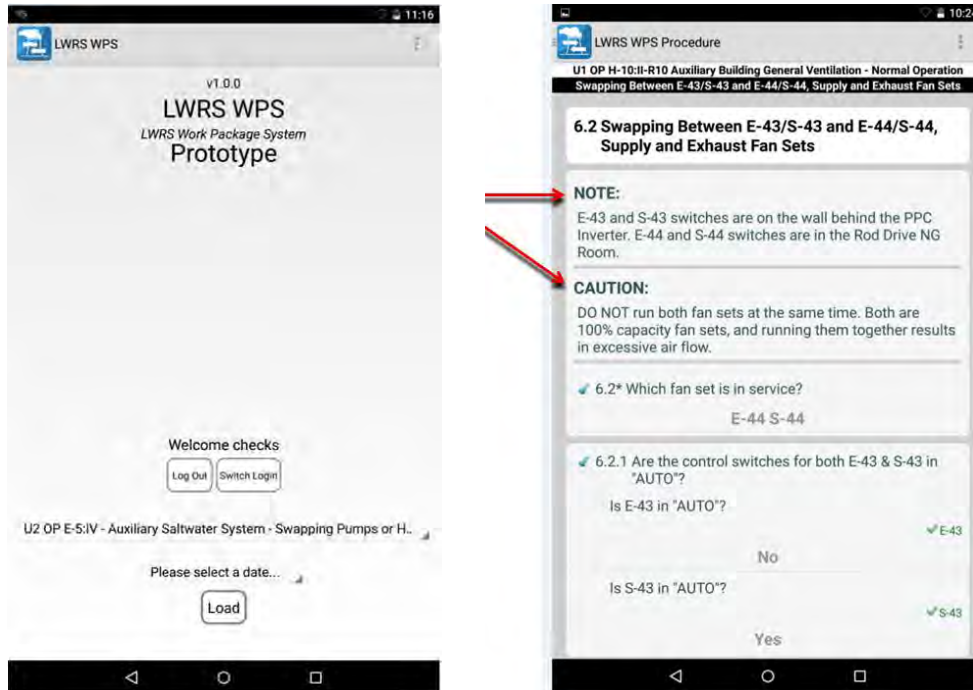 11:16
LWRS WPS
v1.0.0
LWRS WPS
LWRS Work Package System
Prototype
Welcome checks
Log Out
Switch Login
U2 OP E-5:IV - Auxiliary Saltwater System - Swapping Pumps or H..
Please select a date...
Load
10:24
LWRS WPS Procedure
U1 OP H-10:II-R10 Auxiliary Building General Ventilation - Normal Operation
Swapping Between E-43/S-43 and E-44/S-44, Supply and Exhaust Fan Sets
6.2 Swapping Between E-43/S-43 and E-44/S-44,
Supply and Exhaust Fan Sets
NOTE:
E-43 and S-43 switches are on the wall behind the PPC
Inverter. E-44 and S-44 switches are in the Rod Drive NG
Room.
CAUTION:
DO NOT run both fan sets at the same time. Both are
100% capacity fan sets, and running them together results
in excessive air flow.
6.2* Which fan set is in service?
E-44 S-44
6.2.1 Are the control switches for both E-43 & S-43 in
"AUTO"?
Is E-43 in "AUTO"?
E-43
No
Is S-43 in "AUTO"?
S-43
Yes